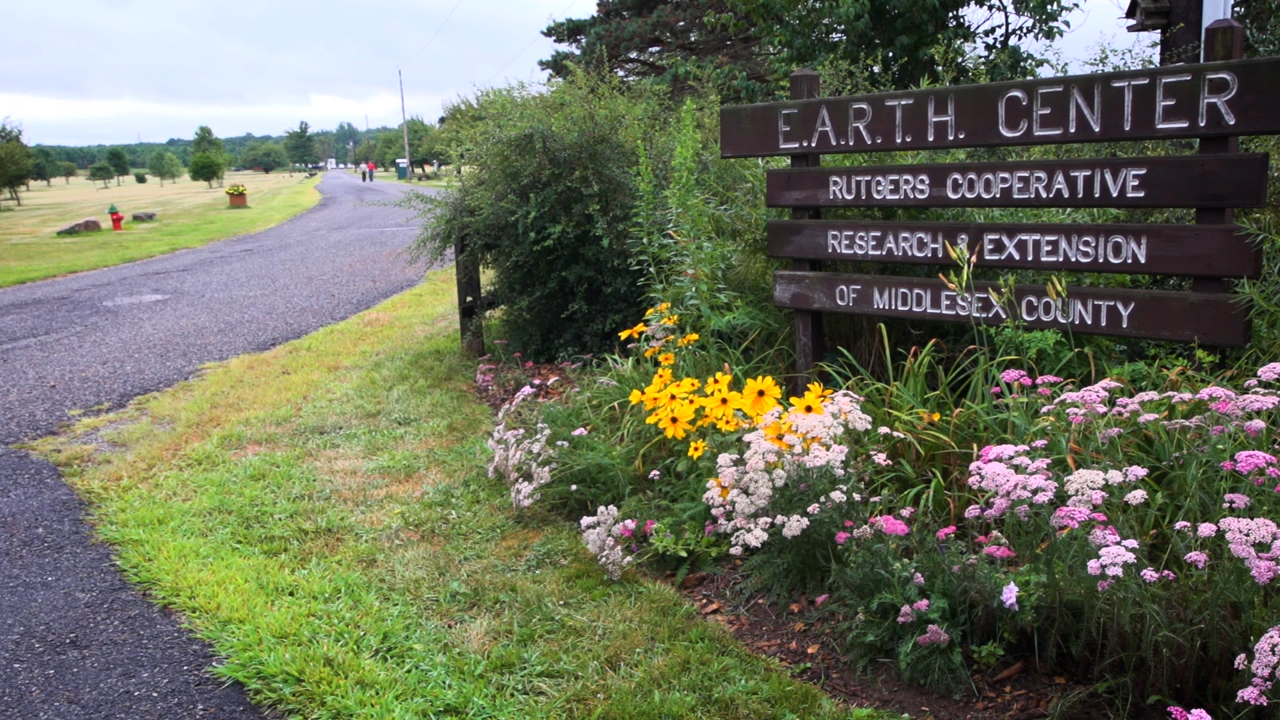 E.A.R.T.H. CENTER
RUTGERS COOPERATIVE
RESEARCH & EXTENSION
OF MIDDLESEX COUNTY